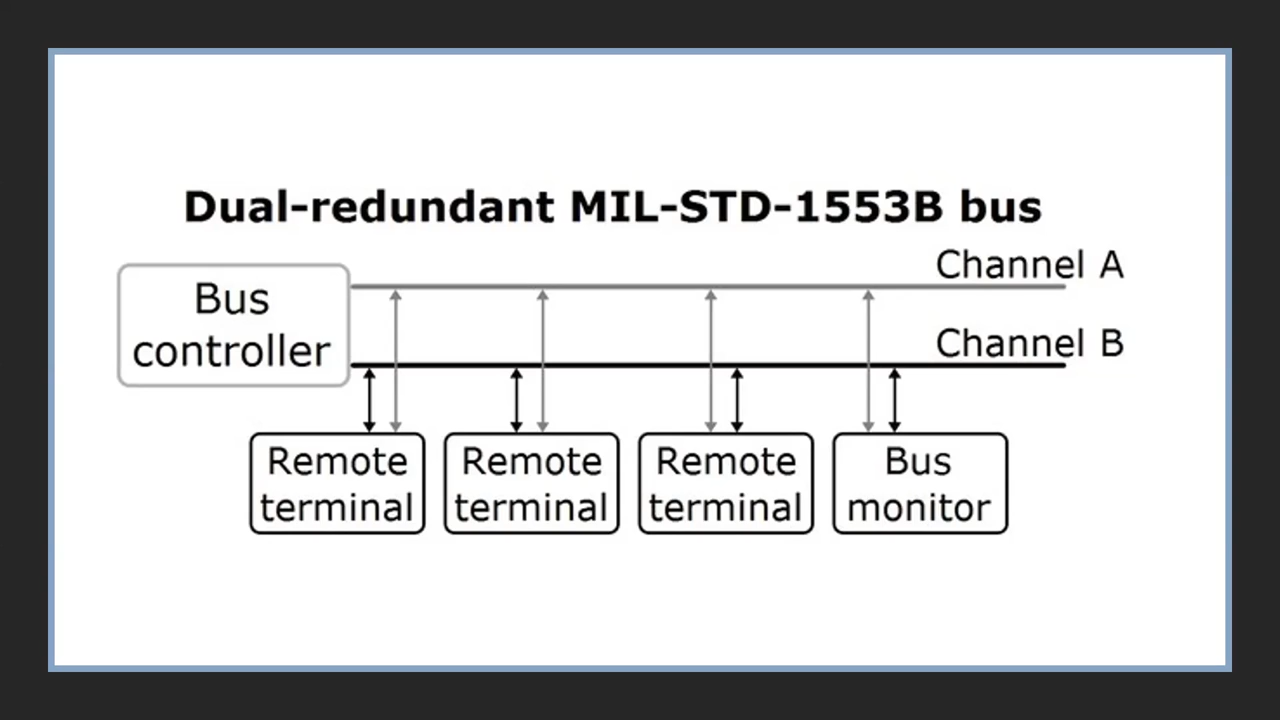 Dual-redundant MIL-STD-1553B bus
Channel A
Bus
controller
Channel B
Remote
terminal
Remote
terminal
Remote
terminal
Bus
monitor